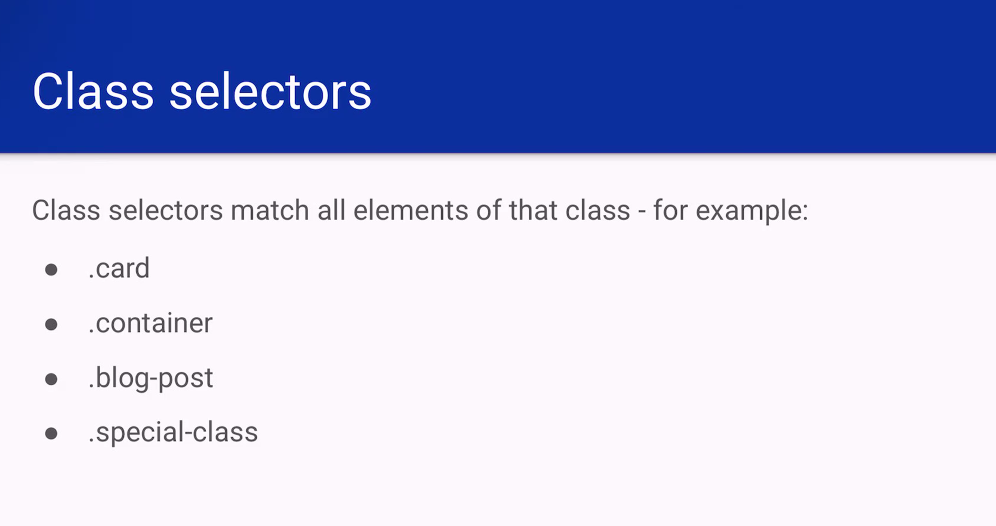 Class selectors
Class selectors match all elements of that class - for example:
● .card
● .container
● .blog-post
● .special-class